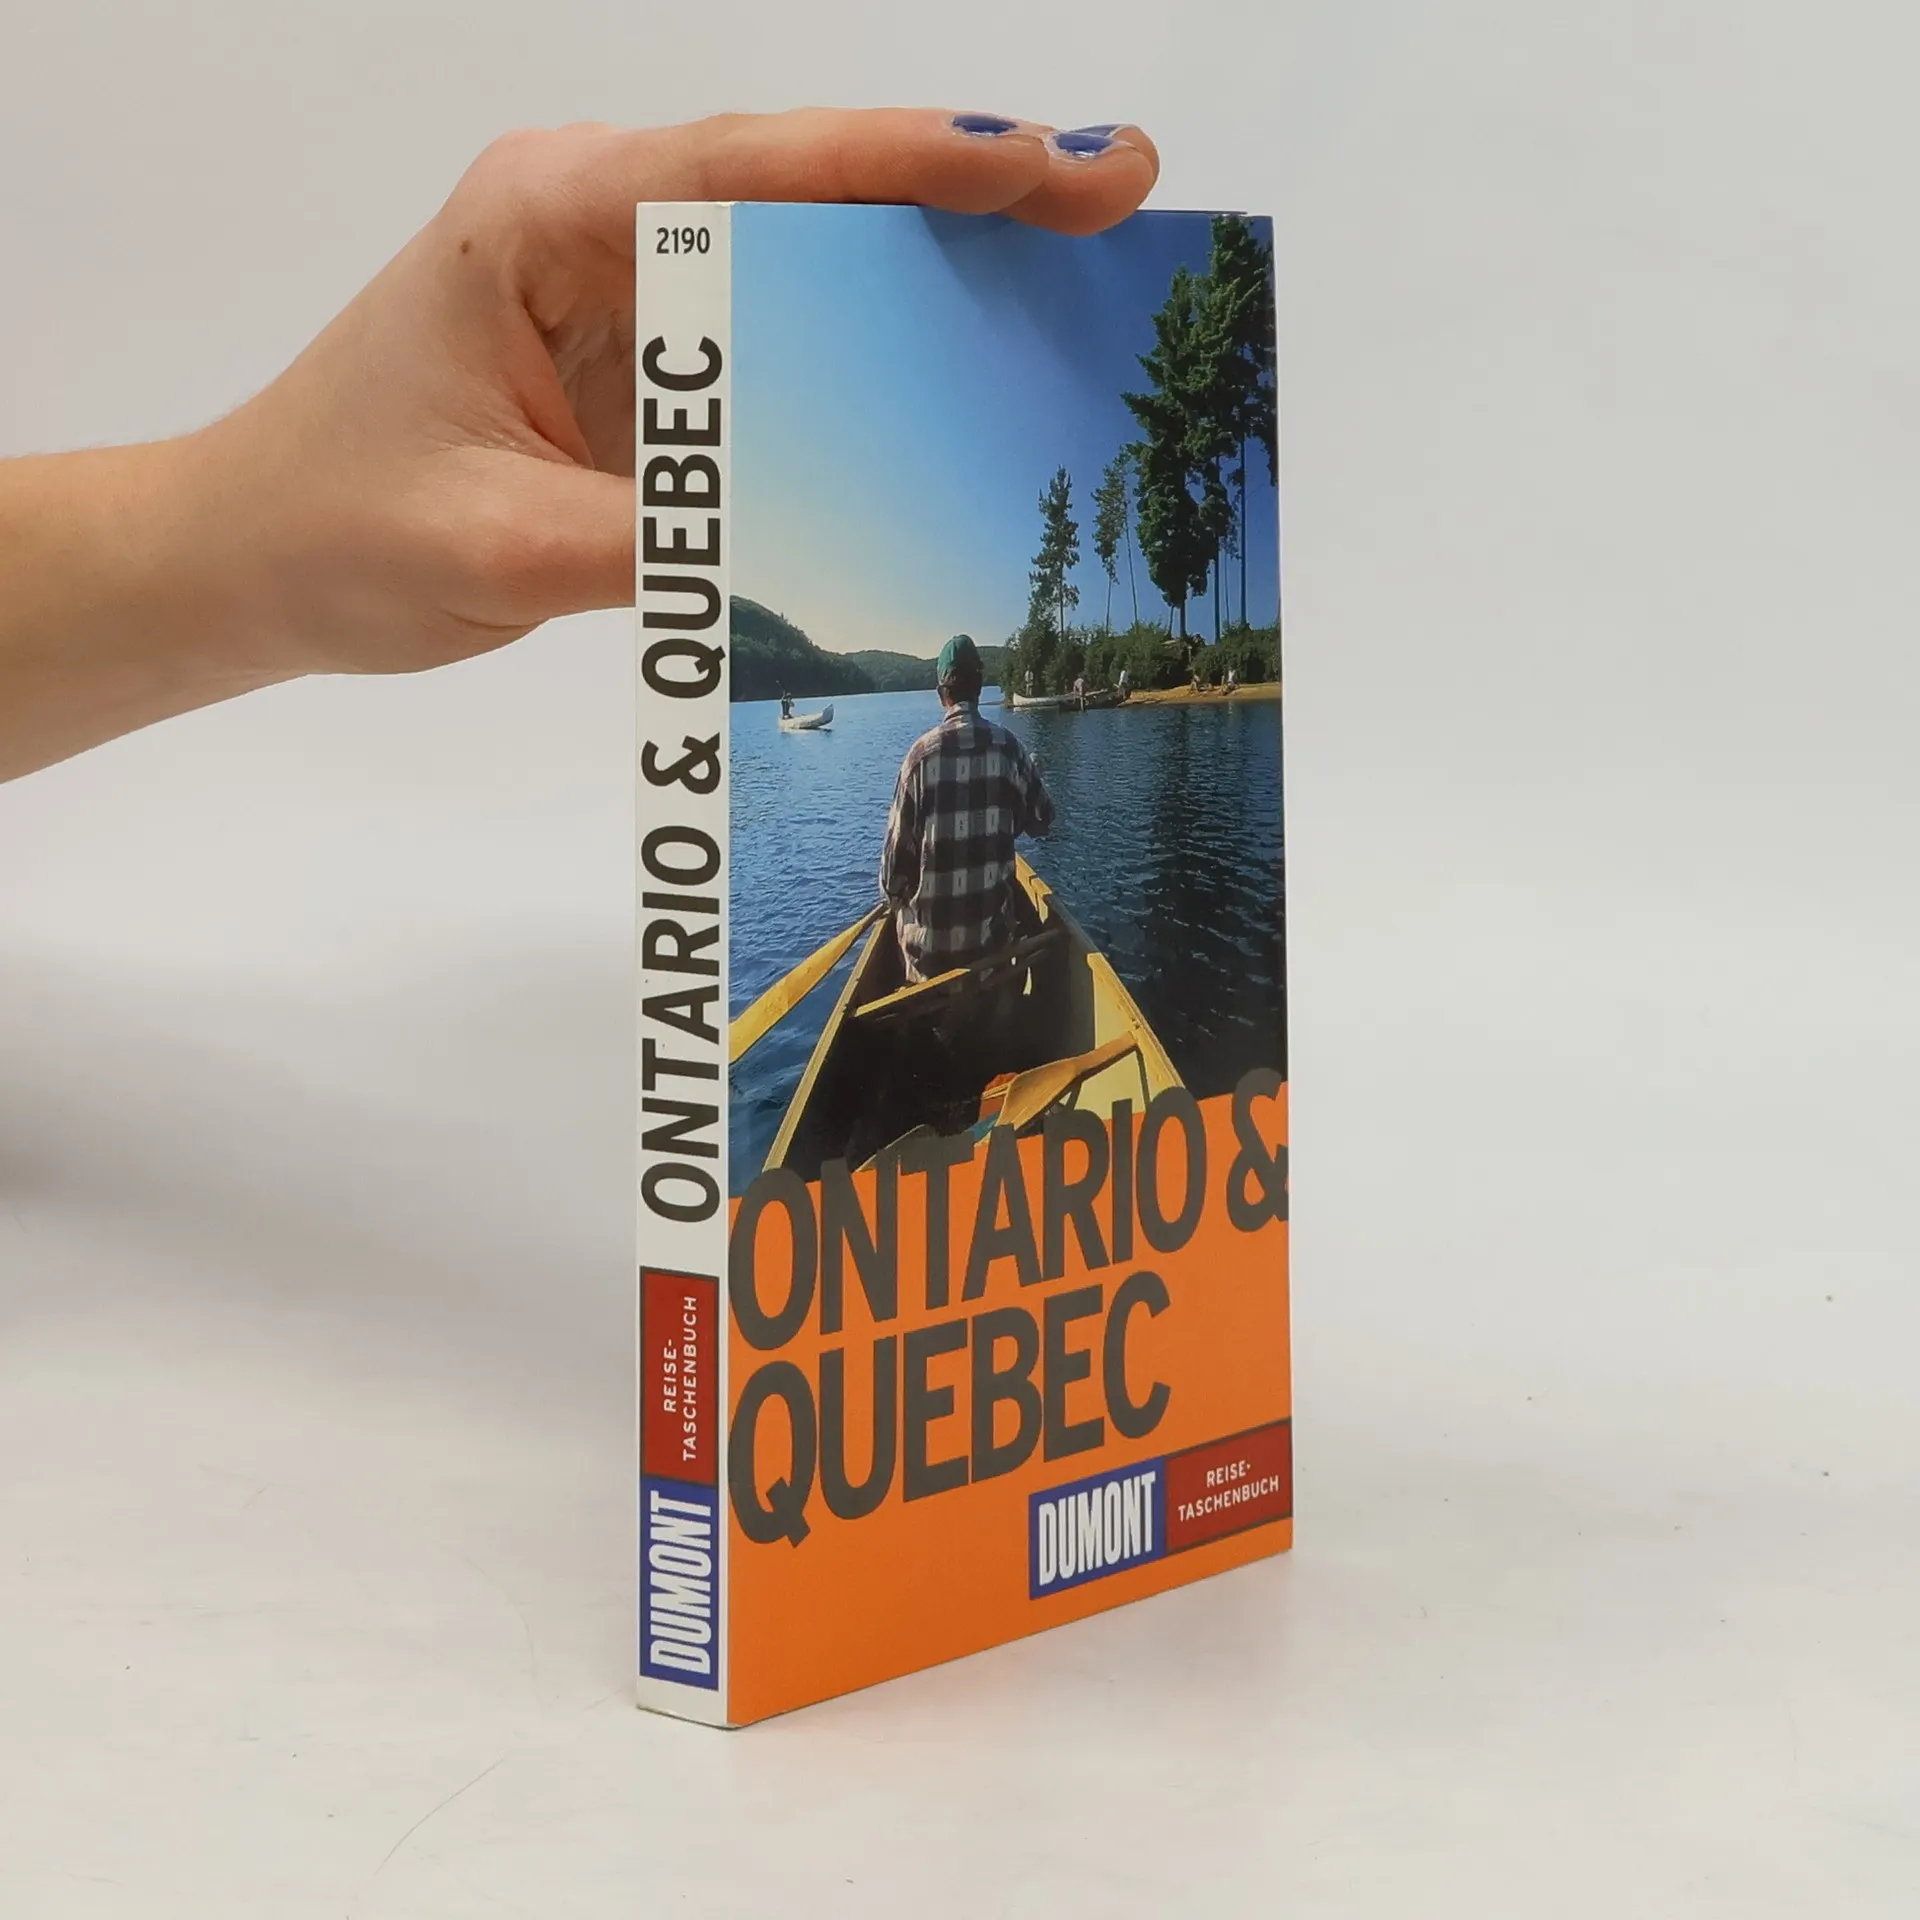 2190
ONTARIO & QUEBEC
REISE-
TASCHENBUCH
DUMONT
ONTARIO &
QUEBEC
DUMONT
REISE-
TASCHENBUCH